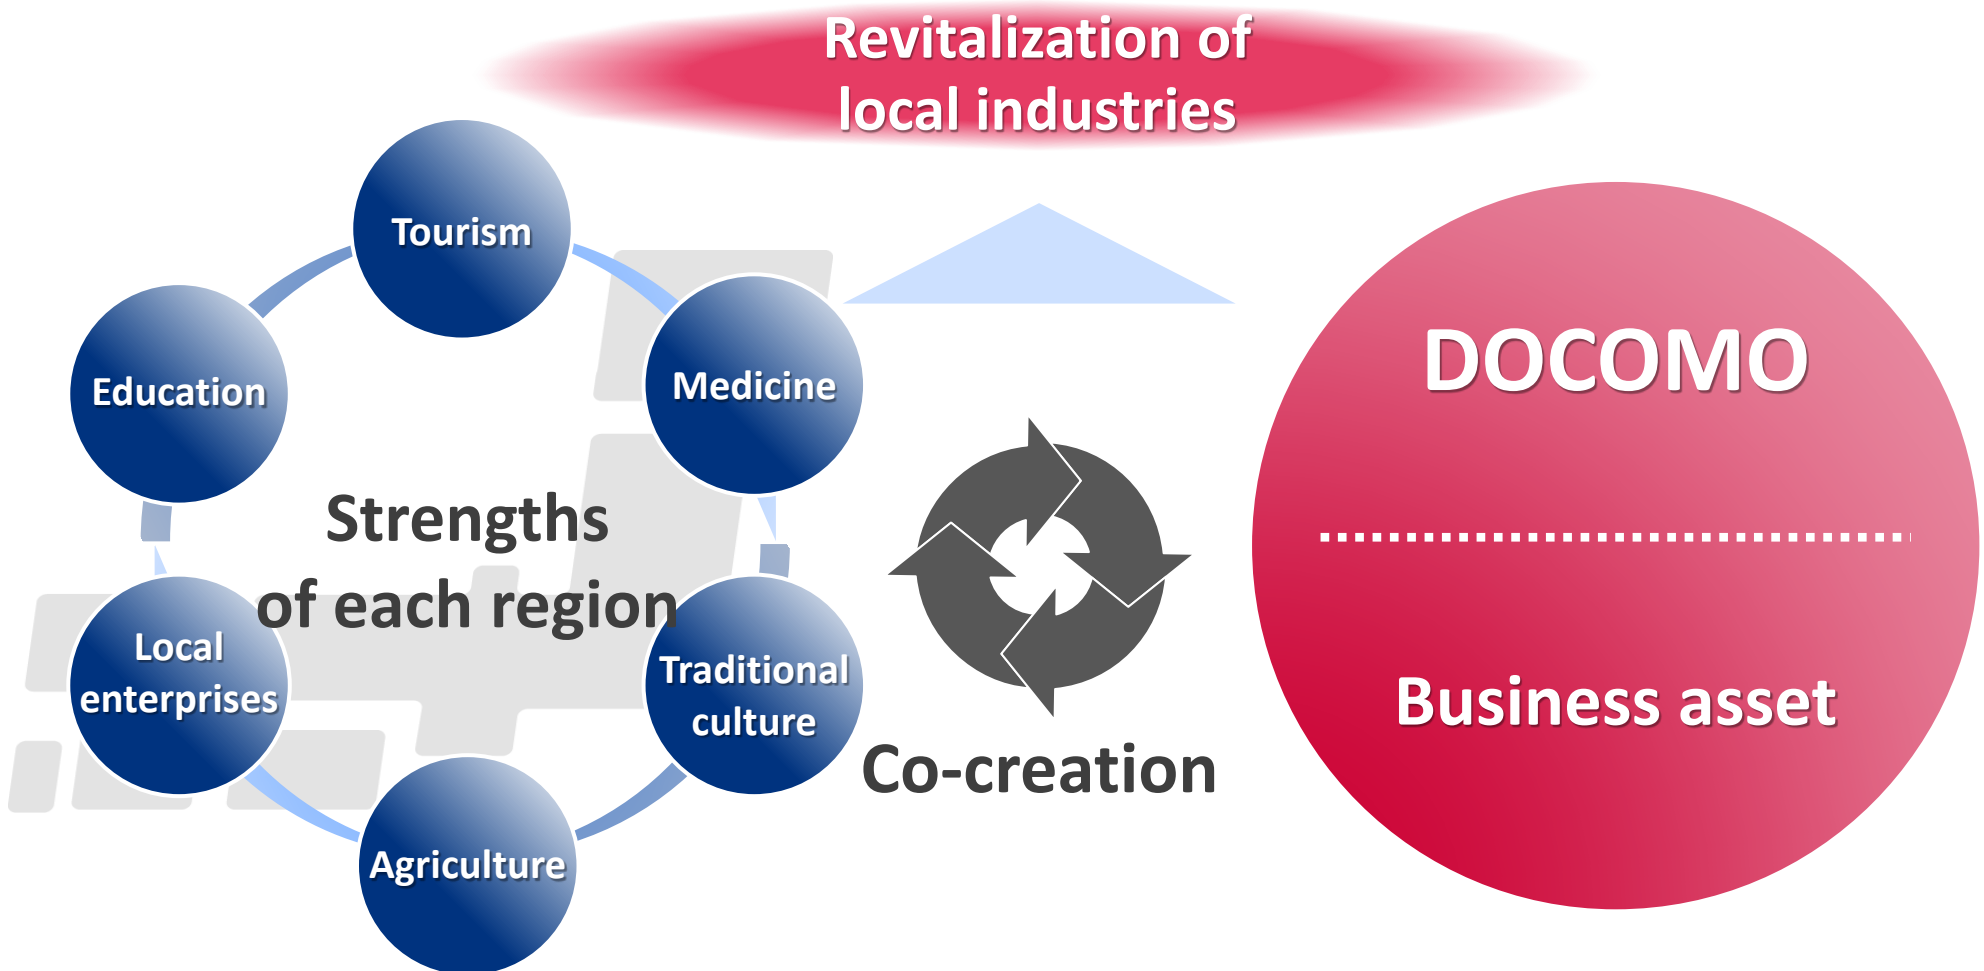 Revitalization of
local industries
Tourism
Education
Medicine
Strengths
of each region
Local
enterprises
Traditional
culture
Agriculture
Co-creation
DOCOMO
Business asset